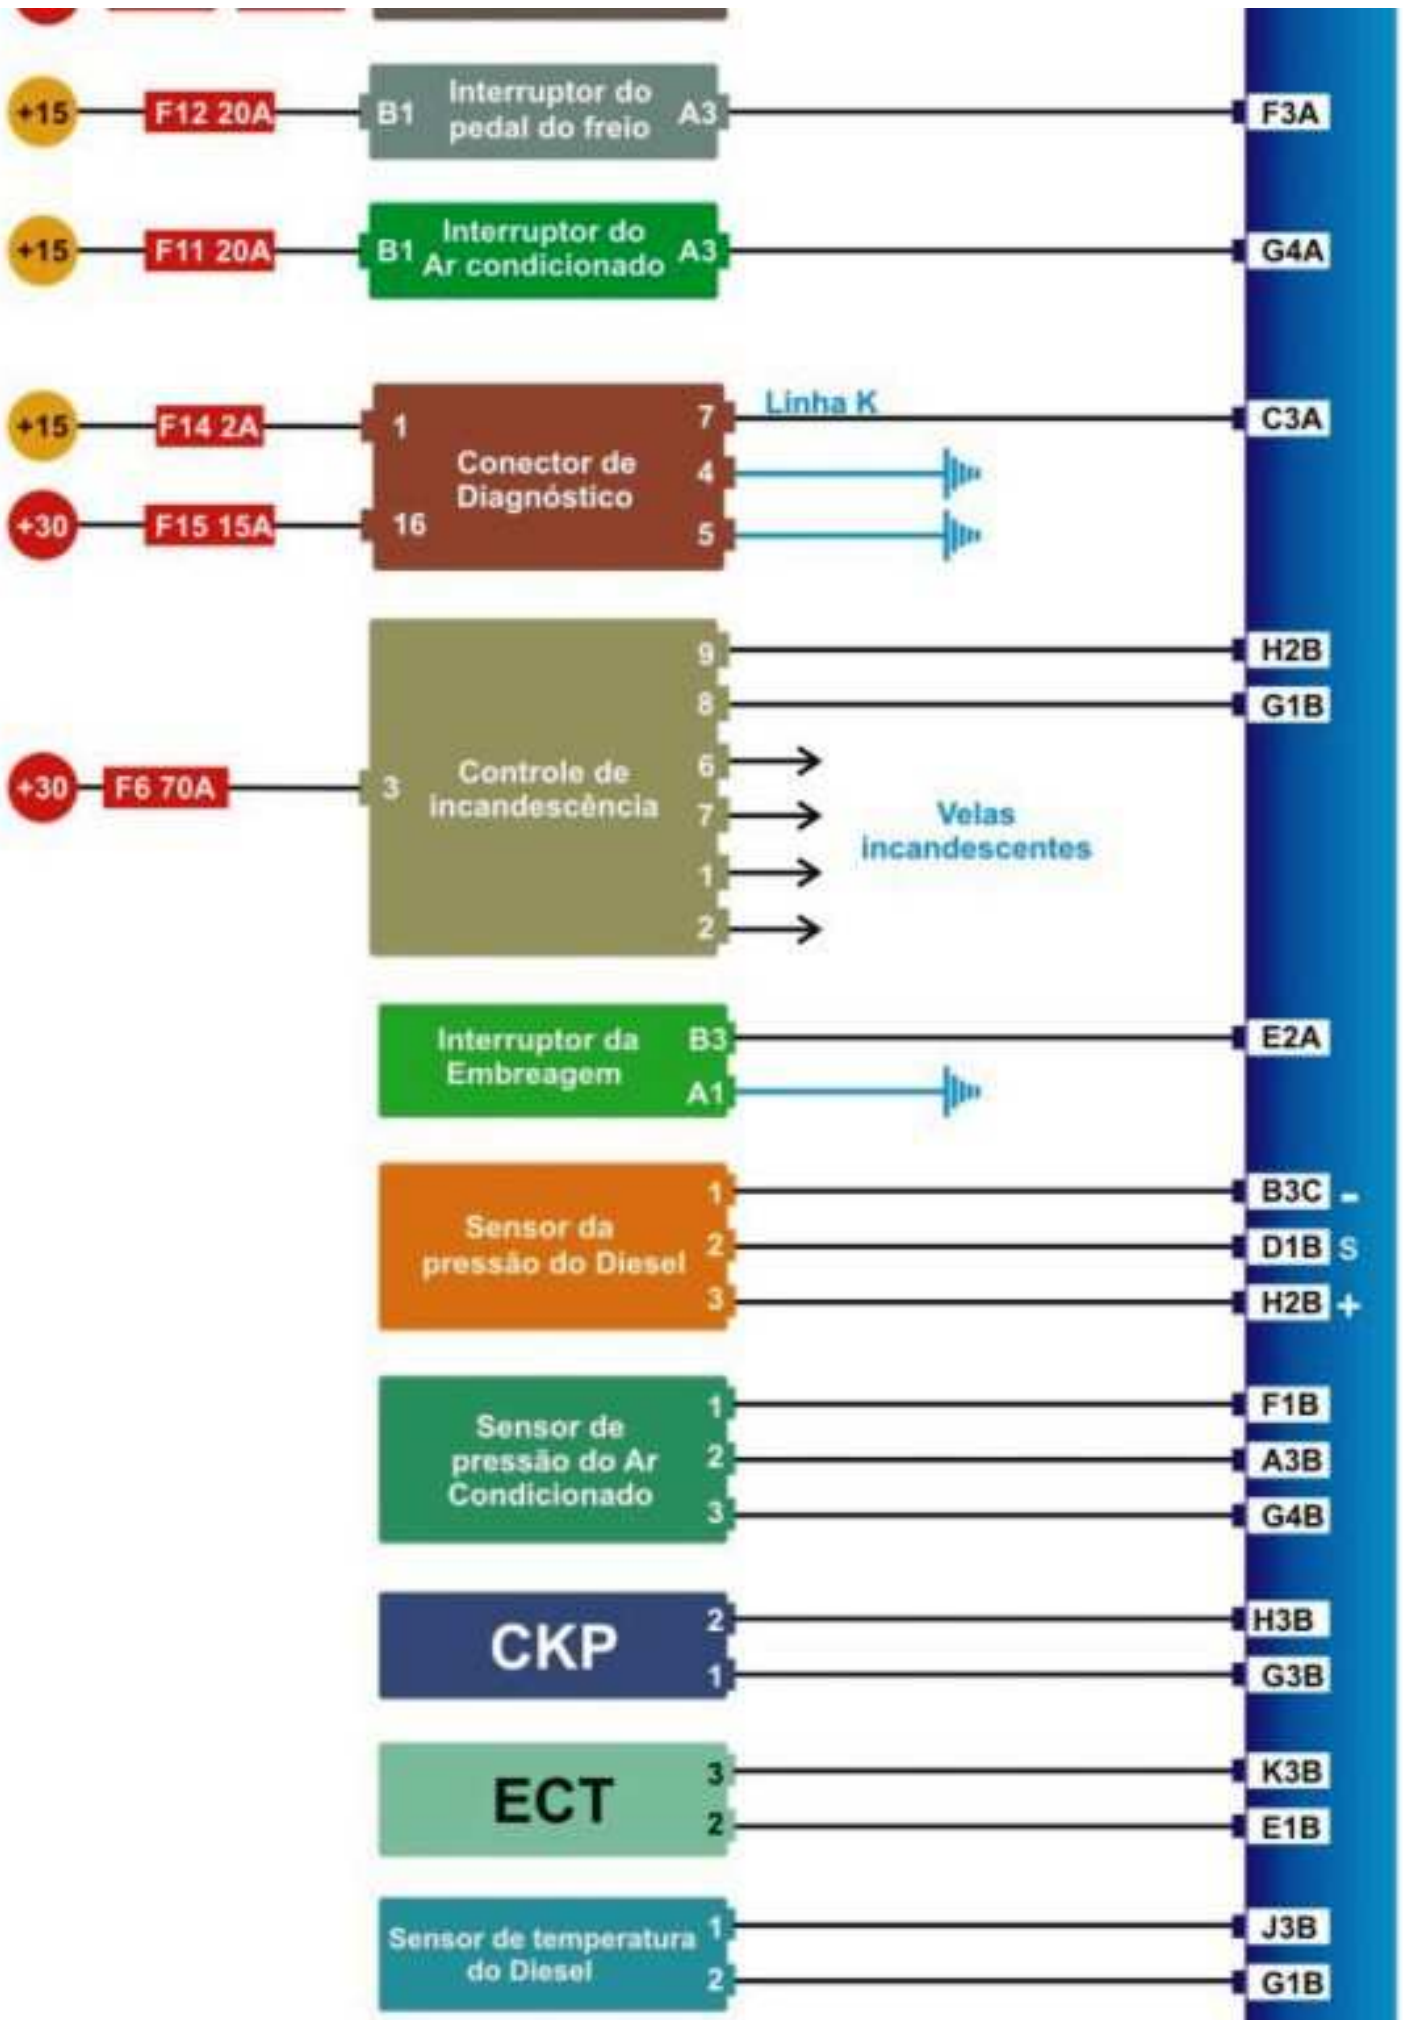 +15
F12 20A
B1
Interruptor do
pedal do freio
A3
F3A
+15
F11 20A
B1
Interruptor do
Ar condicionado
A3
G4A
+15
F14 2A
1
+30
F15 15A
16
Conector de
Diagnóstico
7
Linha K
C3A
4
5
+30
F6 70A
3
Controle de
incandescência
9
H2B
8
G1B
6
7
1
2
Velas
incandescentes
Interruptor da
Embreagem
B3
E2A
A1
Sensor da
pressão do Diesel
1
B3C -
2
D1B S
3
H2B +
Sensor de
pressão do Ar
Condicionado
1
F1B
2
A3B
3
G4B
CKP
2
H3B
1
G3B
ECT
3
K3B
2
E1B
Sensor de temperatura
do Diesel
1
J3B
2
G1B